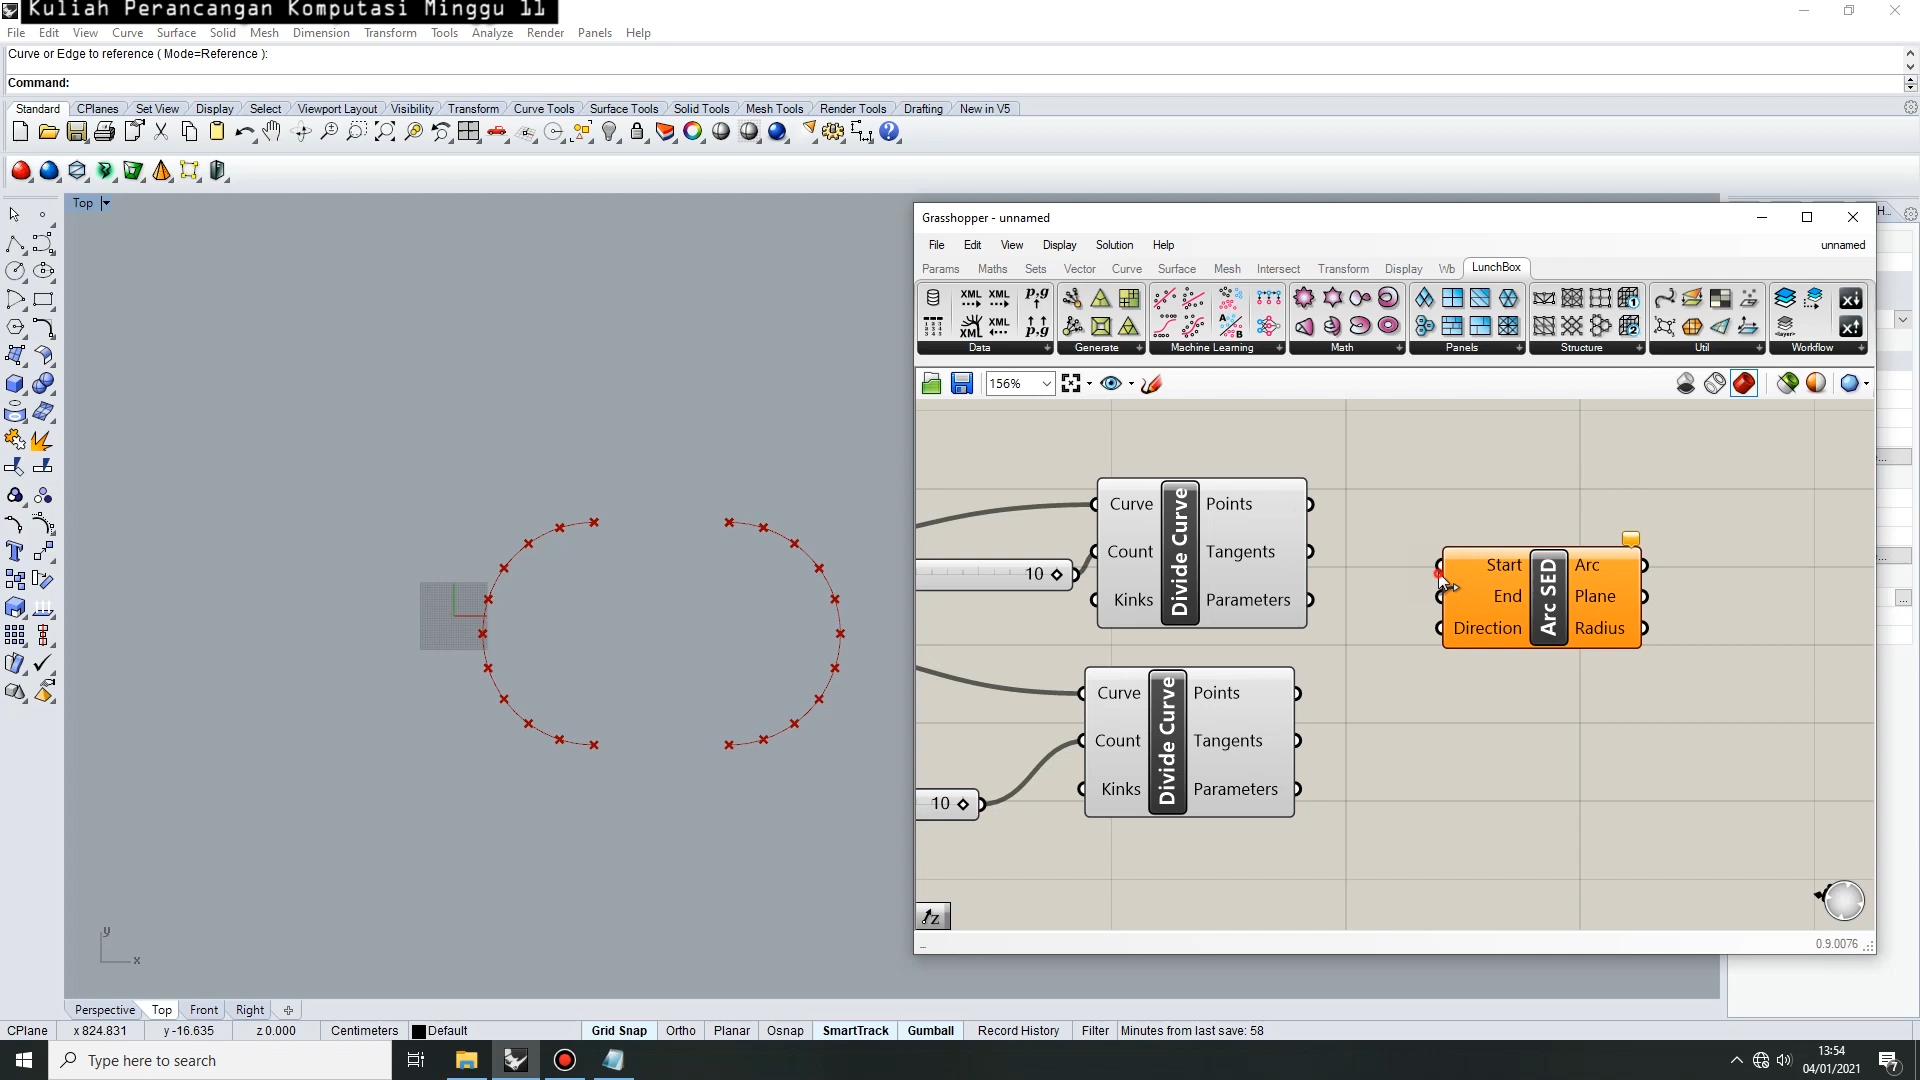 Kuliah Perancangan Komputasi Minggu 11
File Edit View Curve Surface Solid Mesh Dimension Transform Tools Analyze Render Panels Help
Curve or Edge to reference ( Mode=Reference ):
Command:
Standard CPlanes Set View Display Select Viewport Layout Visibility Transform Curve Tools Surface Tools Solid Tools Mesh Tools Render Tools Drafting New in V5
Top
H...
Grasshopper - unnamed
File Edit View Display Solution Help
unnamed
Params Maths Sets Vector Curve Surface Mesh Intersect Transform Display Wb LunchBox
XML XML p,g
XML p,g
Data Generate Machine Learning Math Panels Structure Util Workflow
156%
Curve Divide Curve Points
Count Tangents
Kinks Parameters
10
Start Arc SED Arc
End Plane
Direction Radius
Curve Divide Curve Points
Count Tangents
Kinks Parameters
10
0.9.0076
y
x
Perspective Top Front Right
CPlane x 824.831 y -16.635 z 0.000 Centimeters Default Grid Snap Ortho Planar Osnap SmartTrack Gumball Record History Filter Minutes from last save: 58
Type here to search
13:54
04/01/2021
7